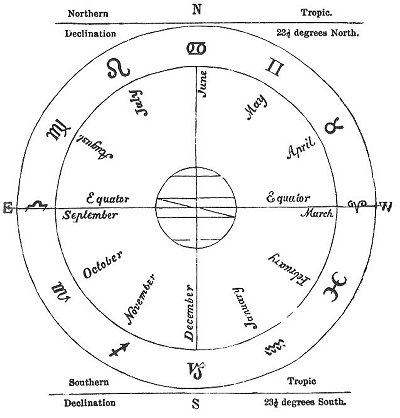 Northern N Tropic.
Declination 23½ degrees North.
♋
♌ ♊
June
July May
♍ ♉
August April
Equator Equator
E ♎ ♈ W
September March
October February
♏ ♓
November January
December
♐ ♒
♑
Southern Tropic
Declination S 23½ degrees South.